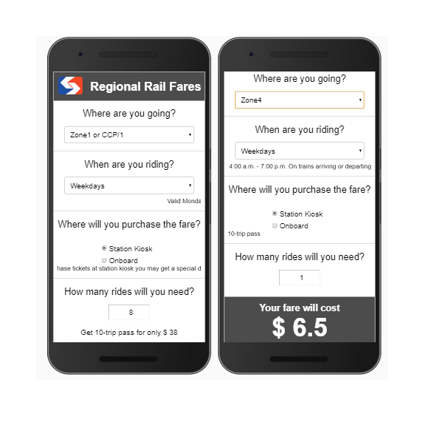 Regional Rail Fares
Where are you going?
Zone1 or CCP/1
When are you riding?
Weekdays
Valid Monda
Where will you purchase the fare?
Station Kiosk
Onboard
hase tickets at station kiosk you may get a special d
How many rides will you need?
8
Get 10-trip pass for only $ 38
Where are you going?
Zone4
When are you riding?
Weekdays
4:00 a.m. - 7:00 p.m. On trains arriving or departing
Where will you purchase the fare?
Station Kiosk
Onboard
10-trip pass
How many rides will you need?
1
Your fare will cost
$ 6.5